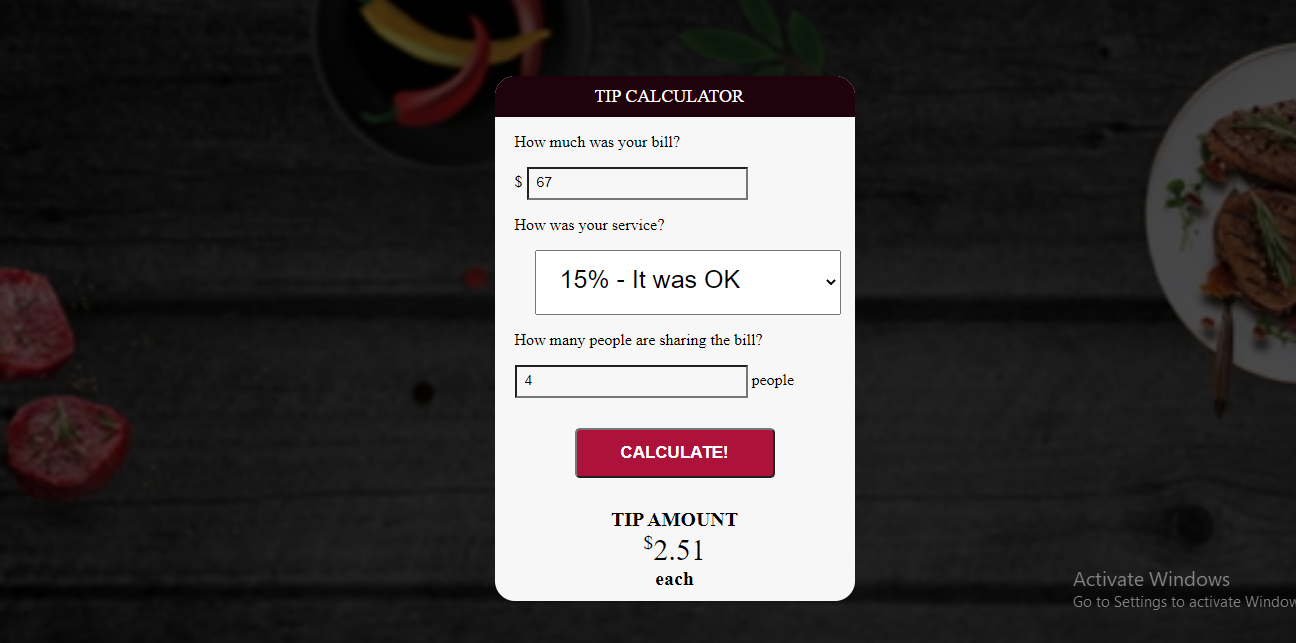 TIP CALCULATOR
How much was your bill?
$ 67
How was your service?
15% - It was OK
How many people are sharing the bill?
4 people
CALCULATE!
TIP AMOUNT
$2.51
each
Activate Windows
Go to Settings to activate Window